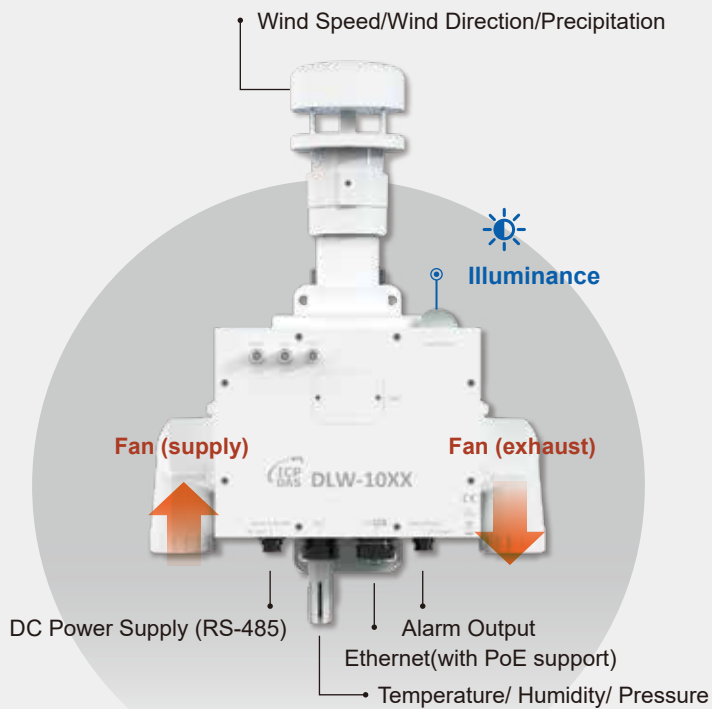 Wind Speed/Wind Direction/Precipitation
Illuminance
Fan (supply)
Fan (exhaust)
ICP
DAS
DLW-10XX
DC Power Supply (RS-485)
Alarm Output
Ethernet(with PoE support)
Temperature/ Humidity/ Pressure